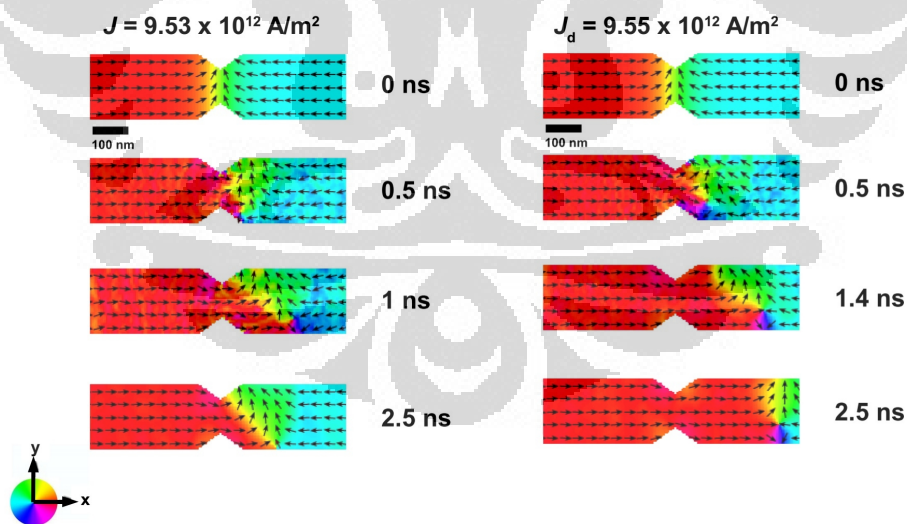 J = 9.53 x 10¹² A/m²
0 ns
100 nm
0.5 ns
1 ns
2.5 ns
J_d = 9.55 x 10¹² A/m²
0 ns
100 nm
0.5 ns
1.4 ns
2.5 ns
y
x